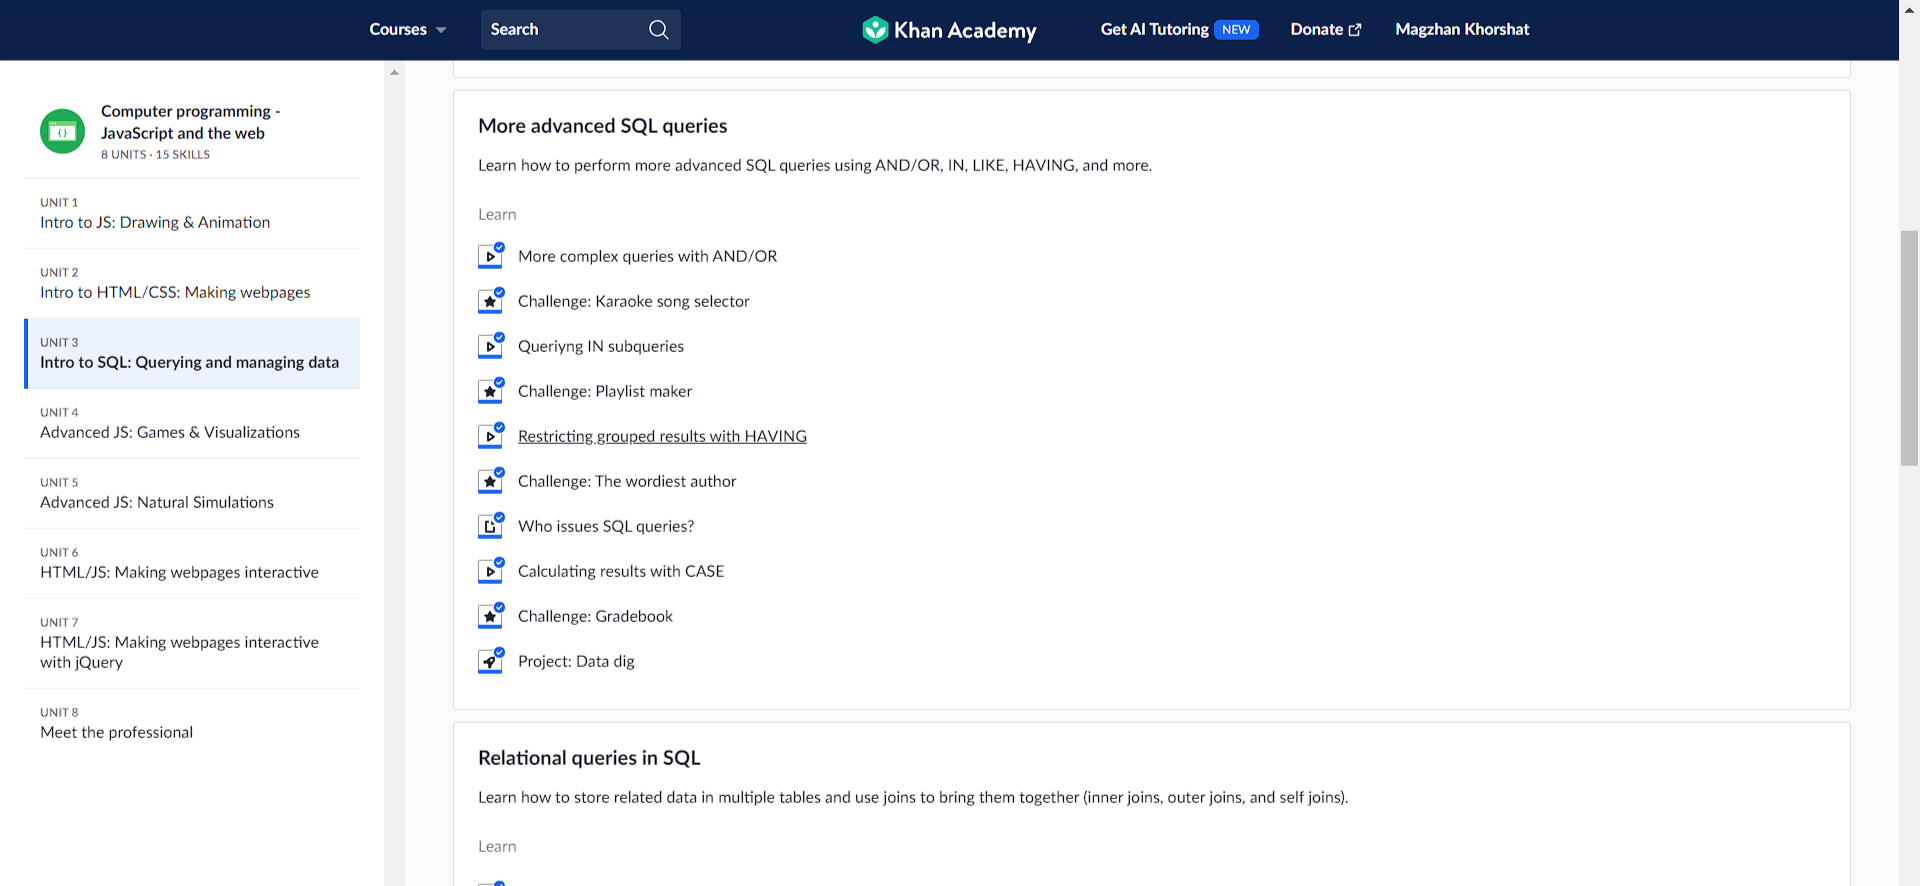 Courses
Search
Khan Academy
Get AI Tutoring NEW
Donate
Magzhan Khorshat
Computer programming -
JavaScript and the web
8 UNITS · 15 SKILLS
UNIT 1
Intro to JS: Drawing & Animation
UNIT 2
Intro to HTML/CSS: Making webpages
UNIT 3
Intro to SQL: Querying and managing data
UNIT 4
Advanced JS: Games & Visualizations
UNIT 5
Advanced JS: Natural Simulations
UNIT 6
HTML/JS: Making webpages interactive
UNIT 7
HTML/JS: Making webpages interactive
with jQuery
UNIT 8
Meet the professional
More advanced SQL queries
Learn how to perform more advanced SQL queries using AND/OR, IN, LIKE, HAVING, and more.
Learn
More complex queries with AND/OR
Challenge: Karaoke song selector
Queriyng IN subqueries
Challenge: Playlist maker
Restricting grouped results with HAVING
Challenge: The wordiest author
Who issues SQL queries?
Calculating results with CASE
Challenge: Gradebook
Project: Data dig
Relational queries in SQL
Learn how to store related data in multiple tables and use joins to bring them together (inner joins, outer joins, and self joins).
Learn